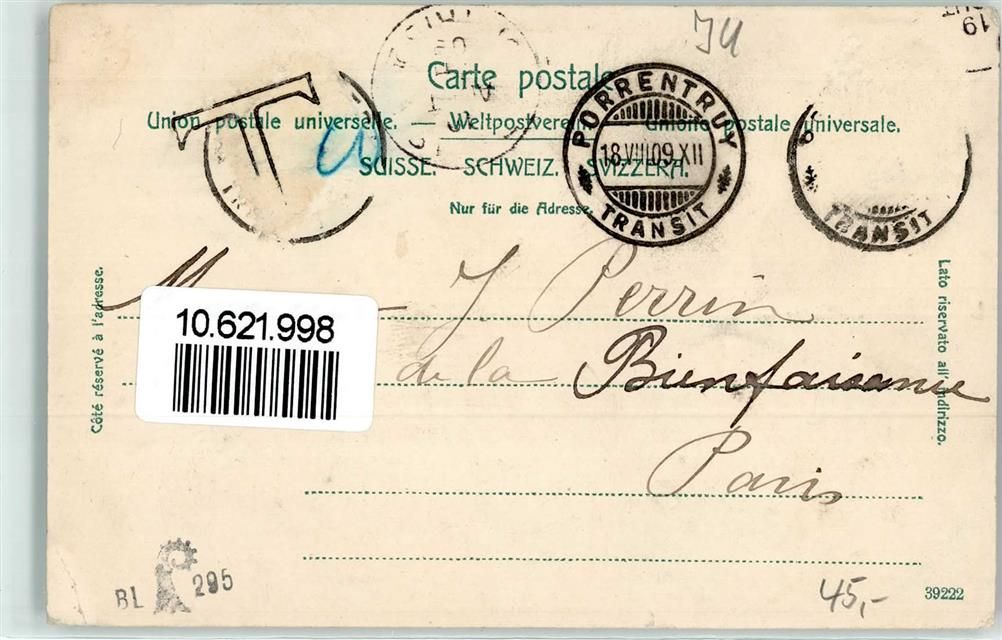 JU
19
Carte postale.
Union postale universelle. — Weltpostverein. — Unione postale universale.
SUISSE. SCHWEIZ. SVIZZERA.
Nur für die Adresse.
T
PORRENTRUY
18.VIII.09.XII
TRANSIT
TRANSIT
Côté réservé à l'adresse.
Lato riservato all'indirizzo.
M J Perrin
de la Bienfaisance
Paris
10.621.998
BL 295
45,-
39222